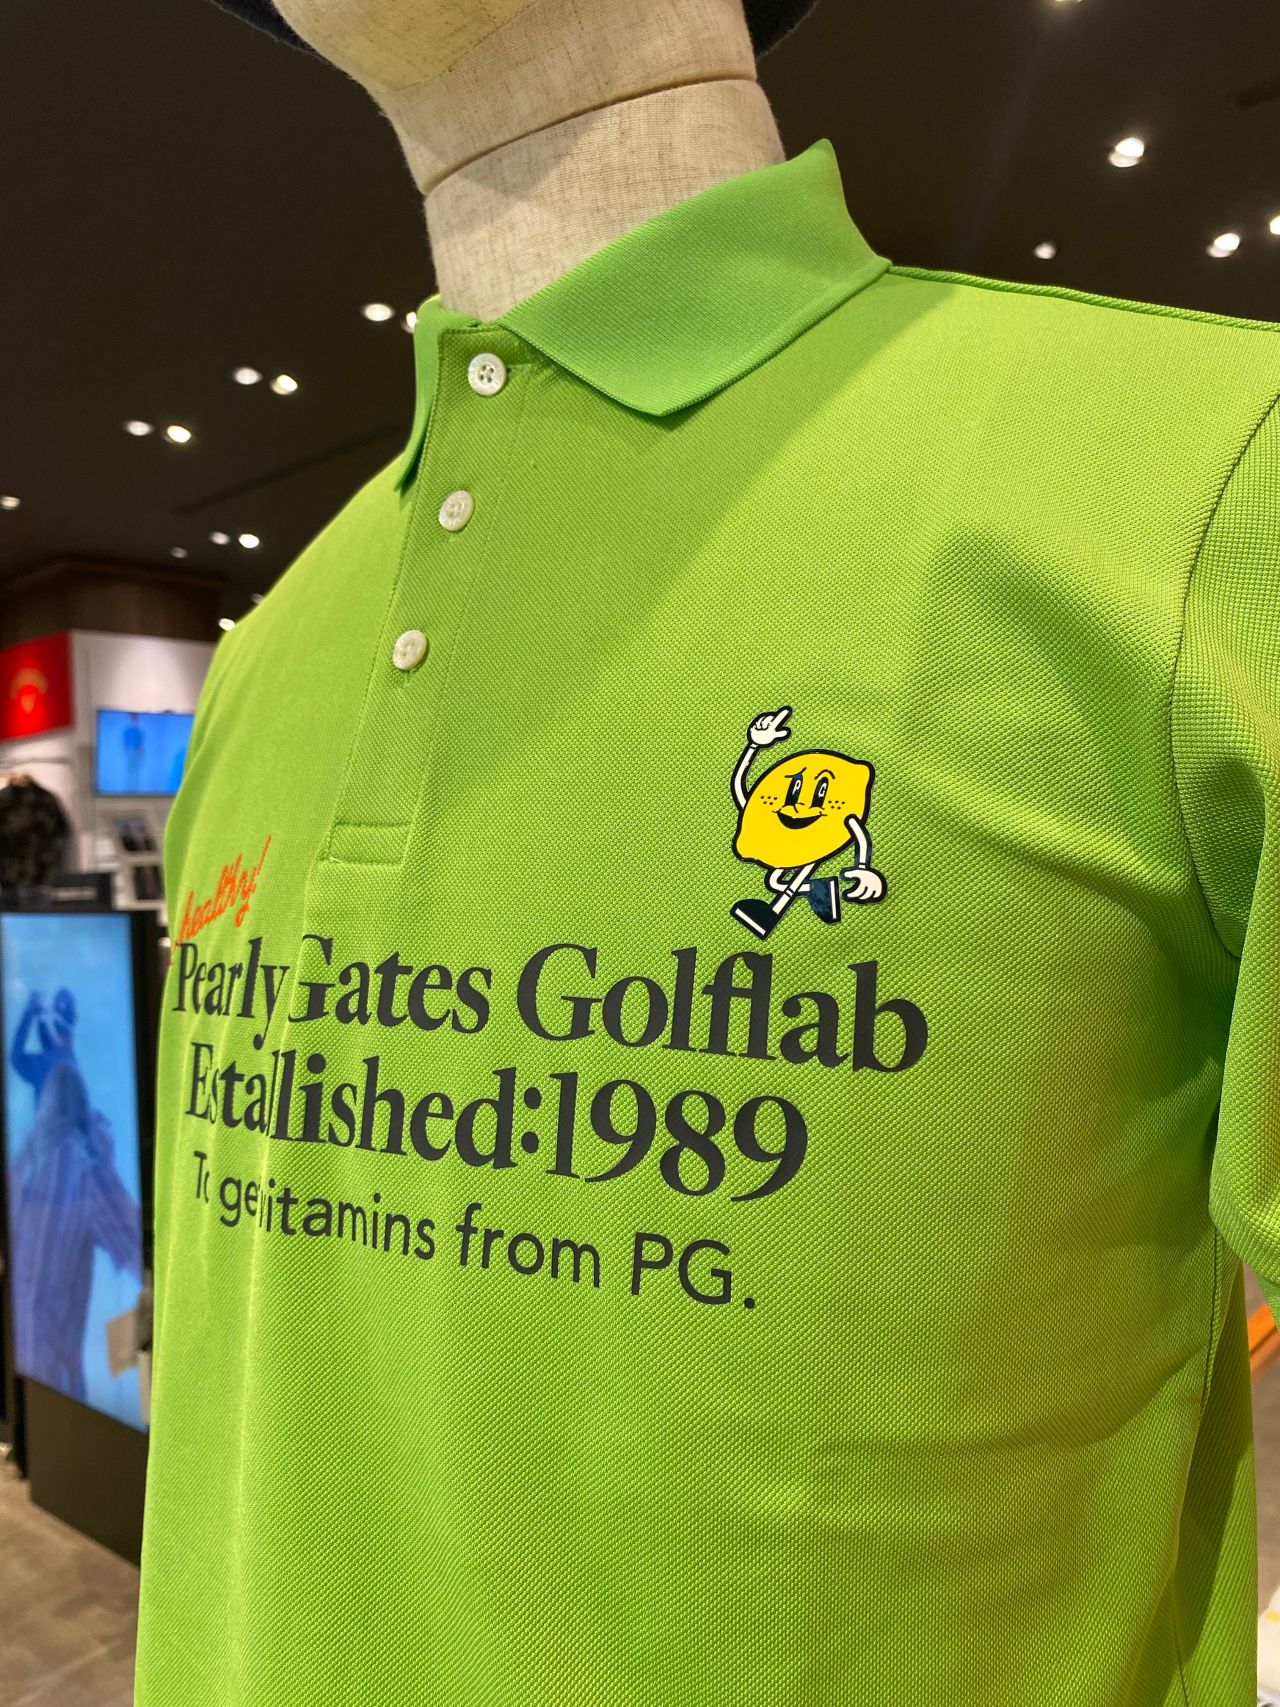 healthy!
Pearly Gates Golflab
Established:1989
To get vitamins from PG.